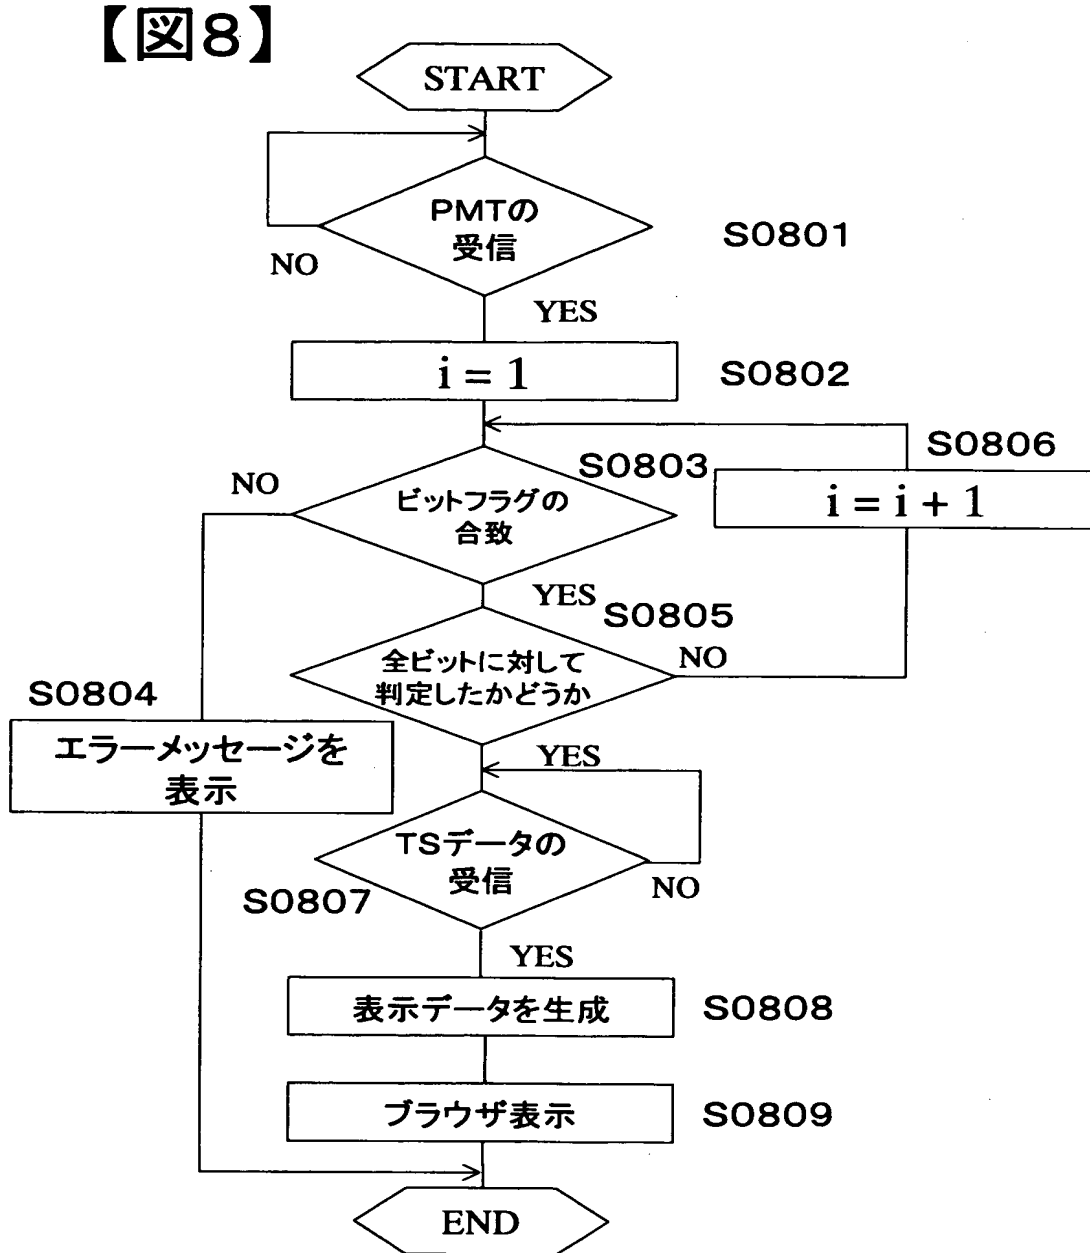 【図8】
START
PMTの
受信
S0801
NO
YES
i = 1
S0802
S0806
S0803
NO
ビットフラグの
合致
i = i + 1
YES
S0805
全ビットに対して
判定したかどうか
NO
S0804
エラーメッセージを
表示
YES
TSデータの
受信
NO
S0807
YES
表示データを生成
S0808
ブラウザ表示
S0809
END